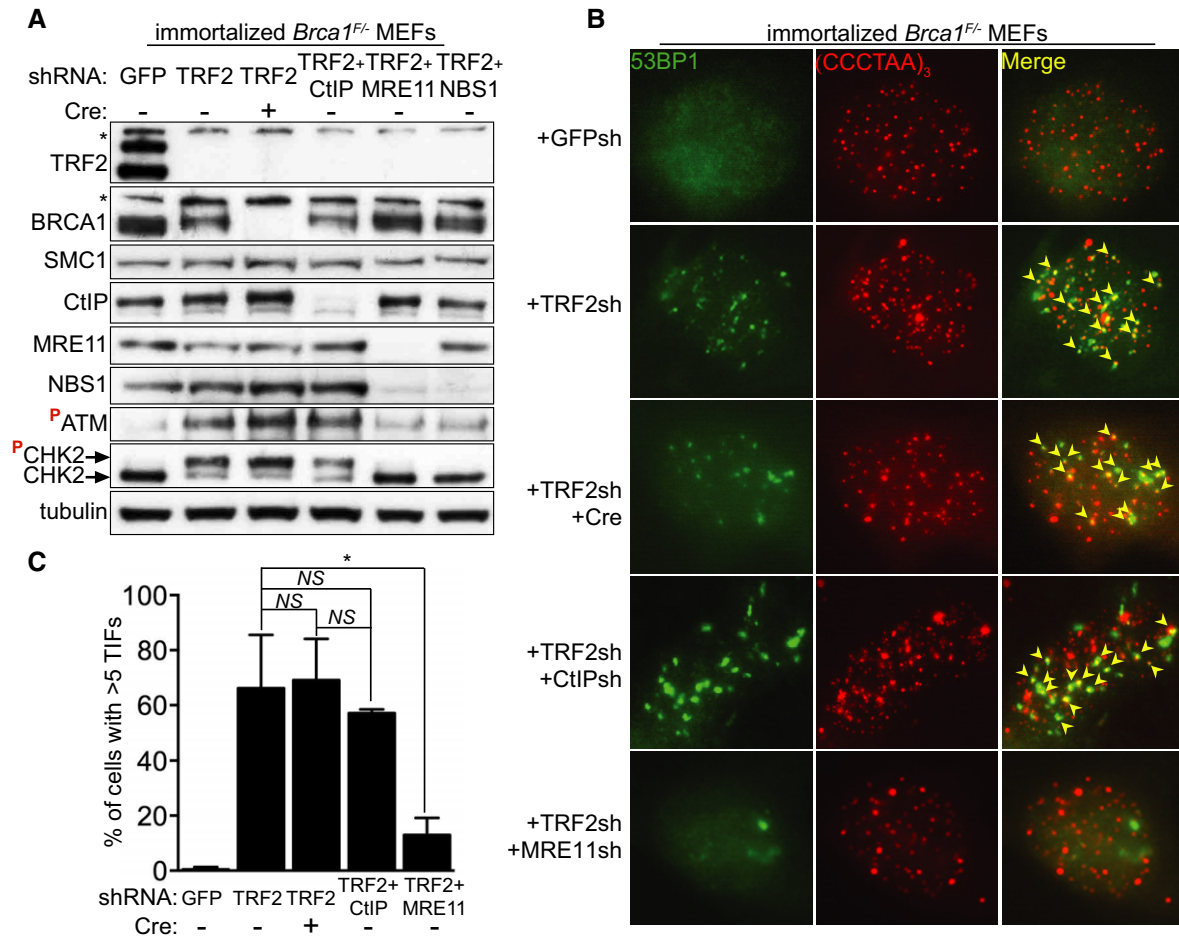 A
immortalized Brca1F/- MEFs
shRNA: GFP TRF2 TRF2 TRF2+ CtIP TRF2+ MRE11 TRF2+ NBS1
Cre: - - + - - -
*
TRF2
*
BRCA1
SMC1
CtIP
MRE11
NBS1
PATM
PCHK2
CHK2
tubulin
B
immortalized Brca1F/- MEFs
53BP1 (CCCTAA)3 Merge
+GFPsh
+TRF2sh
+TRF2sh
+Cre
+TRF2sh
+CtIPsh
+TRF2sh
+MRE11sh
C
*
NS
NS
NS
% of cells with >5 TIFs
100
80
60
40
20
0
shRNA: GFP TRF2 TRF2 TRF2+ CtIP TRF2+ MRE11
Cre: - - + - -